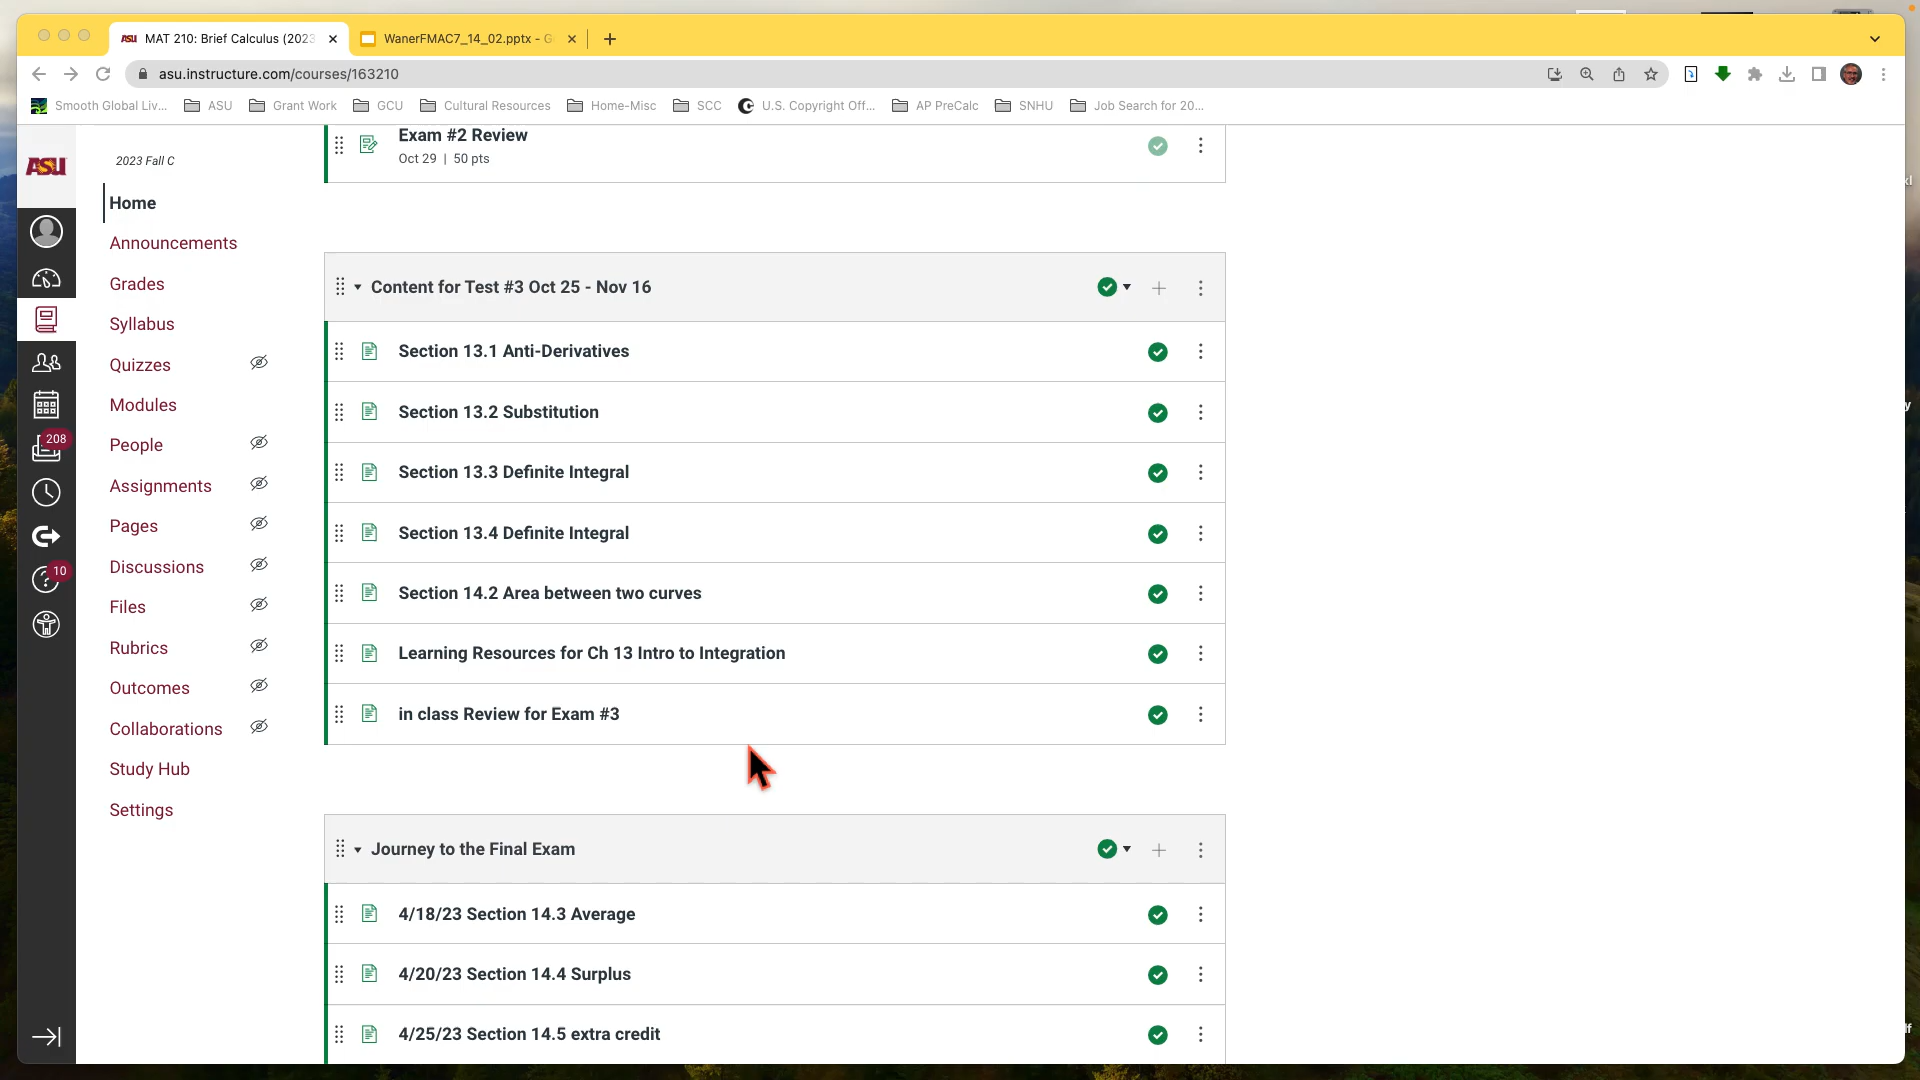 ASU MAT 210: Brief Calculus (2023
WanerFMAC7_14_02.pptx - G
asu.instructure.com/courses/163210
Smooth Global Liv...
ASU
Grant Work
GCU
Cultural Resources
Home-Misc
SCC
U.S. Copyright Off...
AP PreCalc
SNHU
Job Search for 20...
ASU
208
10
2023 Fall C
Home
Announcements
Grades
Syllabus
Quizzes
Modules
People
Assignments
Pages
Discussions
Files
Rubrics
Outcomes
Collaborations
Study Hub
Settings
Exam #2 Review
Oct 29 | 50 pts
Content for Test #3 Oct 25 - Nov 16
Section 13.1 Anti-Derivatives
Section 13.2 Substitution
Section 13.3 Definite Integral
Section 13.4 Definite Integral
Section 14.2 Area between two curves
Learning Resources for Ch 13 Intro to Integration
in class Review for Exam #3
Journey to the Final Exam
4/18/23 Section 14.3 Average
4/20/23 Section 14.4 Surplus
4/25/23 Section 14.5 extra credit